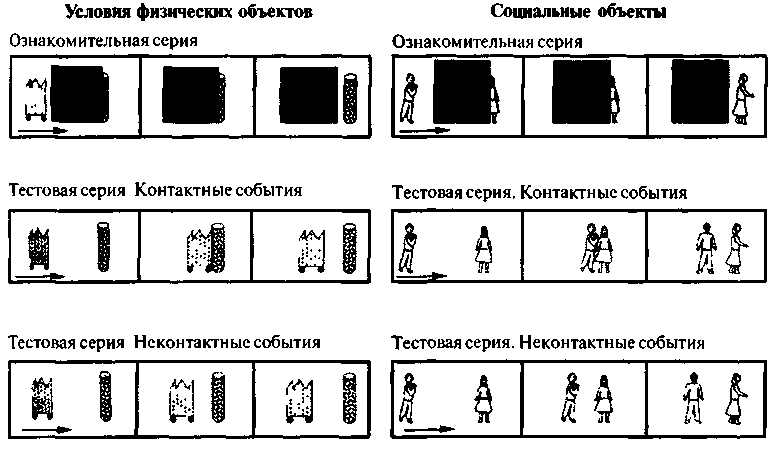 Условия физических объектов
Ознакомительная серия
Тестовая серия Контактные события
Тестовая серия Неконтактные события
Социальные объекты
Ознакомительная серия
Тестовая серия. Контактные события
Тестовая серия. Неконтактные события